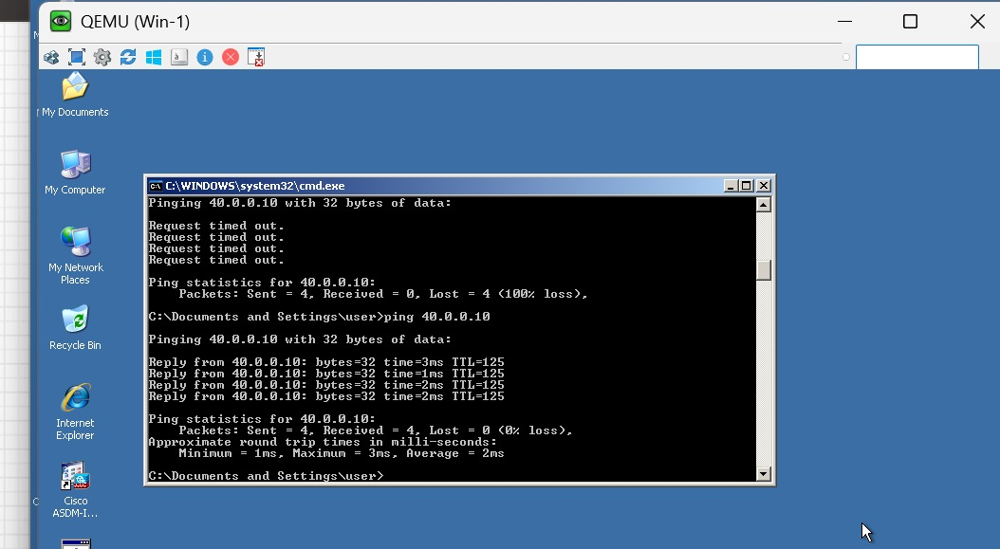 QEMU (Win-1)
My Documents
My Computer
My Network
Places
Recycle Bin
Internet
Explorer
Cisco
ASDM-I...
C:\WINDOWS\system32\cmd.exe
Pinging 40.0.0.10 with 32 bytes of data:
Request timed out.
Request timed out.
Request timed out.
Request timed out.
Ping statistics for 40.0.0.10:
Packets: Sent = 4, Received = 0, Lost = 4 (100% loss),
C:\Documents and Settings\user>ping 40.0.0.10
Pinging 40.0.0.10 with 32 bytes of data:
Reply from 40.0.0.10: bytes=32 time=3ms TTL=125
Reply from 40.0.0.10: bytes=32 time=1ms TTL=125
Reply from 40.0.0.10: bytes=32 time=2ms TTL=125
Reply from 40.0.0.10: bytes=32 time=2ms TTL=125
Ping statistics for 40.0.0.10:
Packets: Sent = 4, Received = 4, Lost = 0 (0% loss),
Approximate round trip times in milli-seconds:
Minimum = 1ms, Maximum = 3ms, Average = 2ms
C:\Documents and Settings\user>